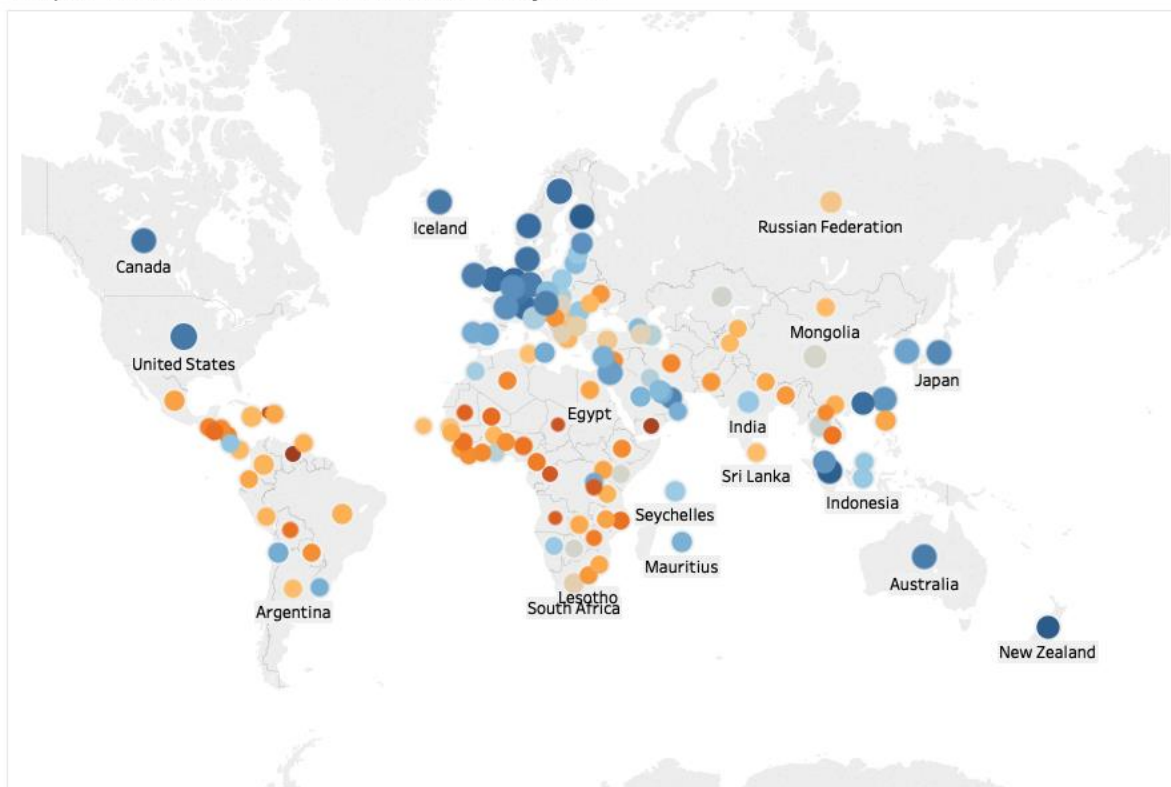 Iceland
Russian Federation
Canada
Mongolia
United States
Japan
Egypt
India
Sri Lanka
Indonesia
Seychelles
Mauritius
Australia
Lesotho
South Africa
Argentina
New Zealand